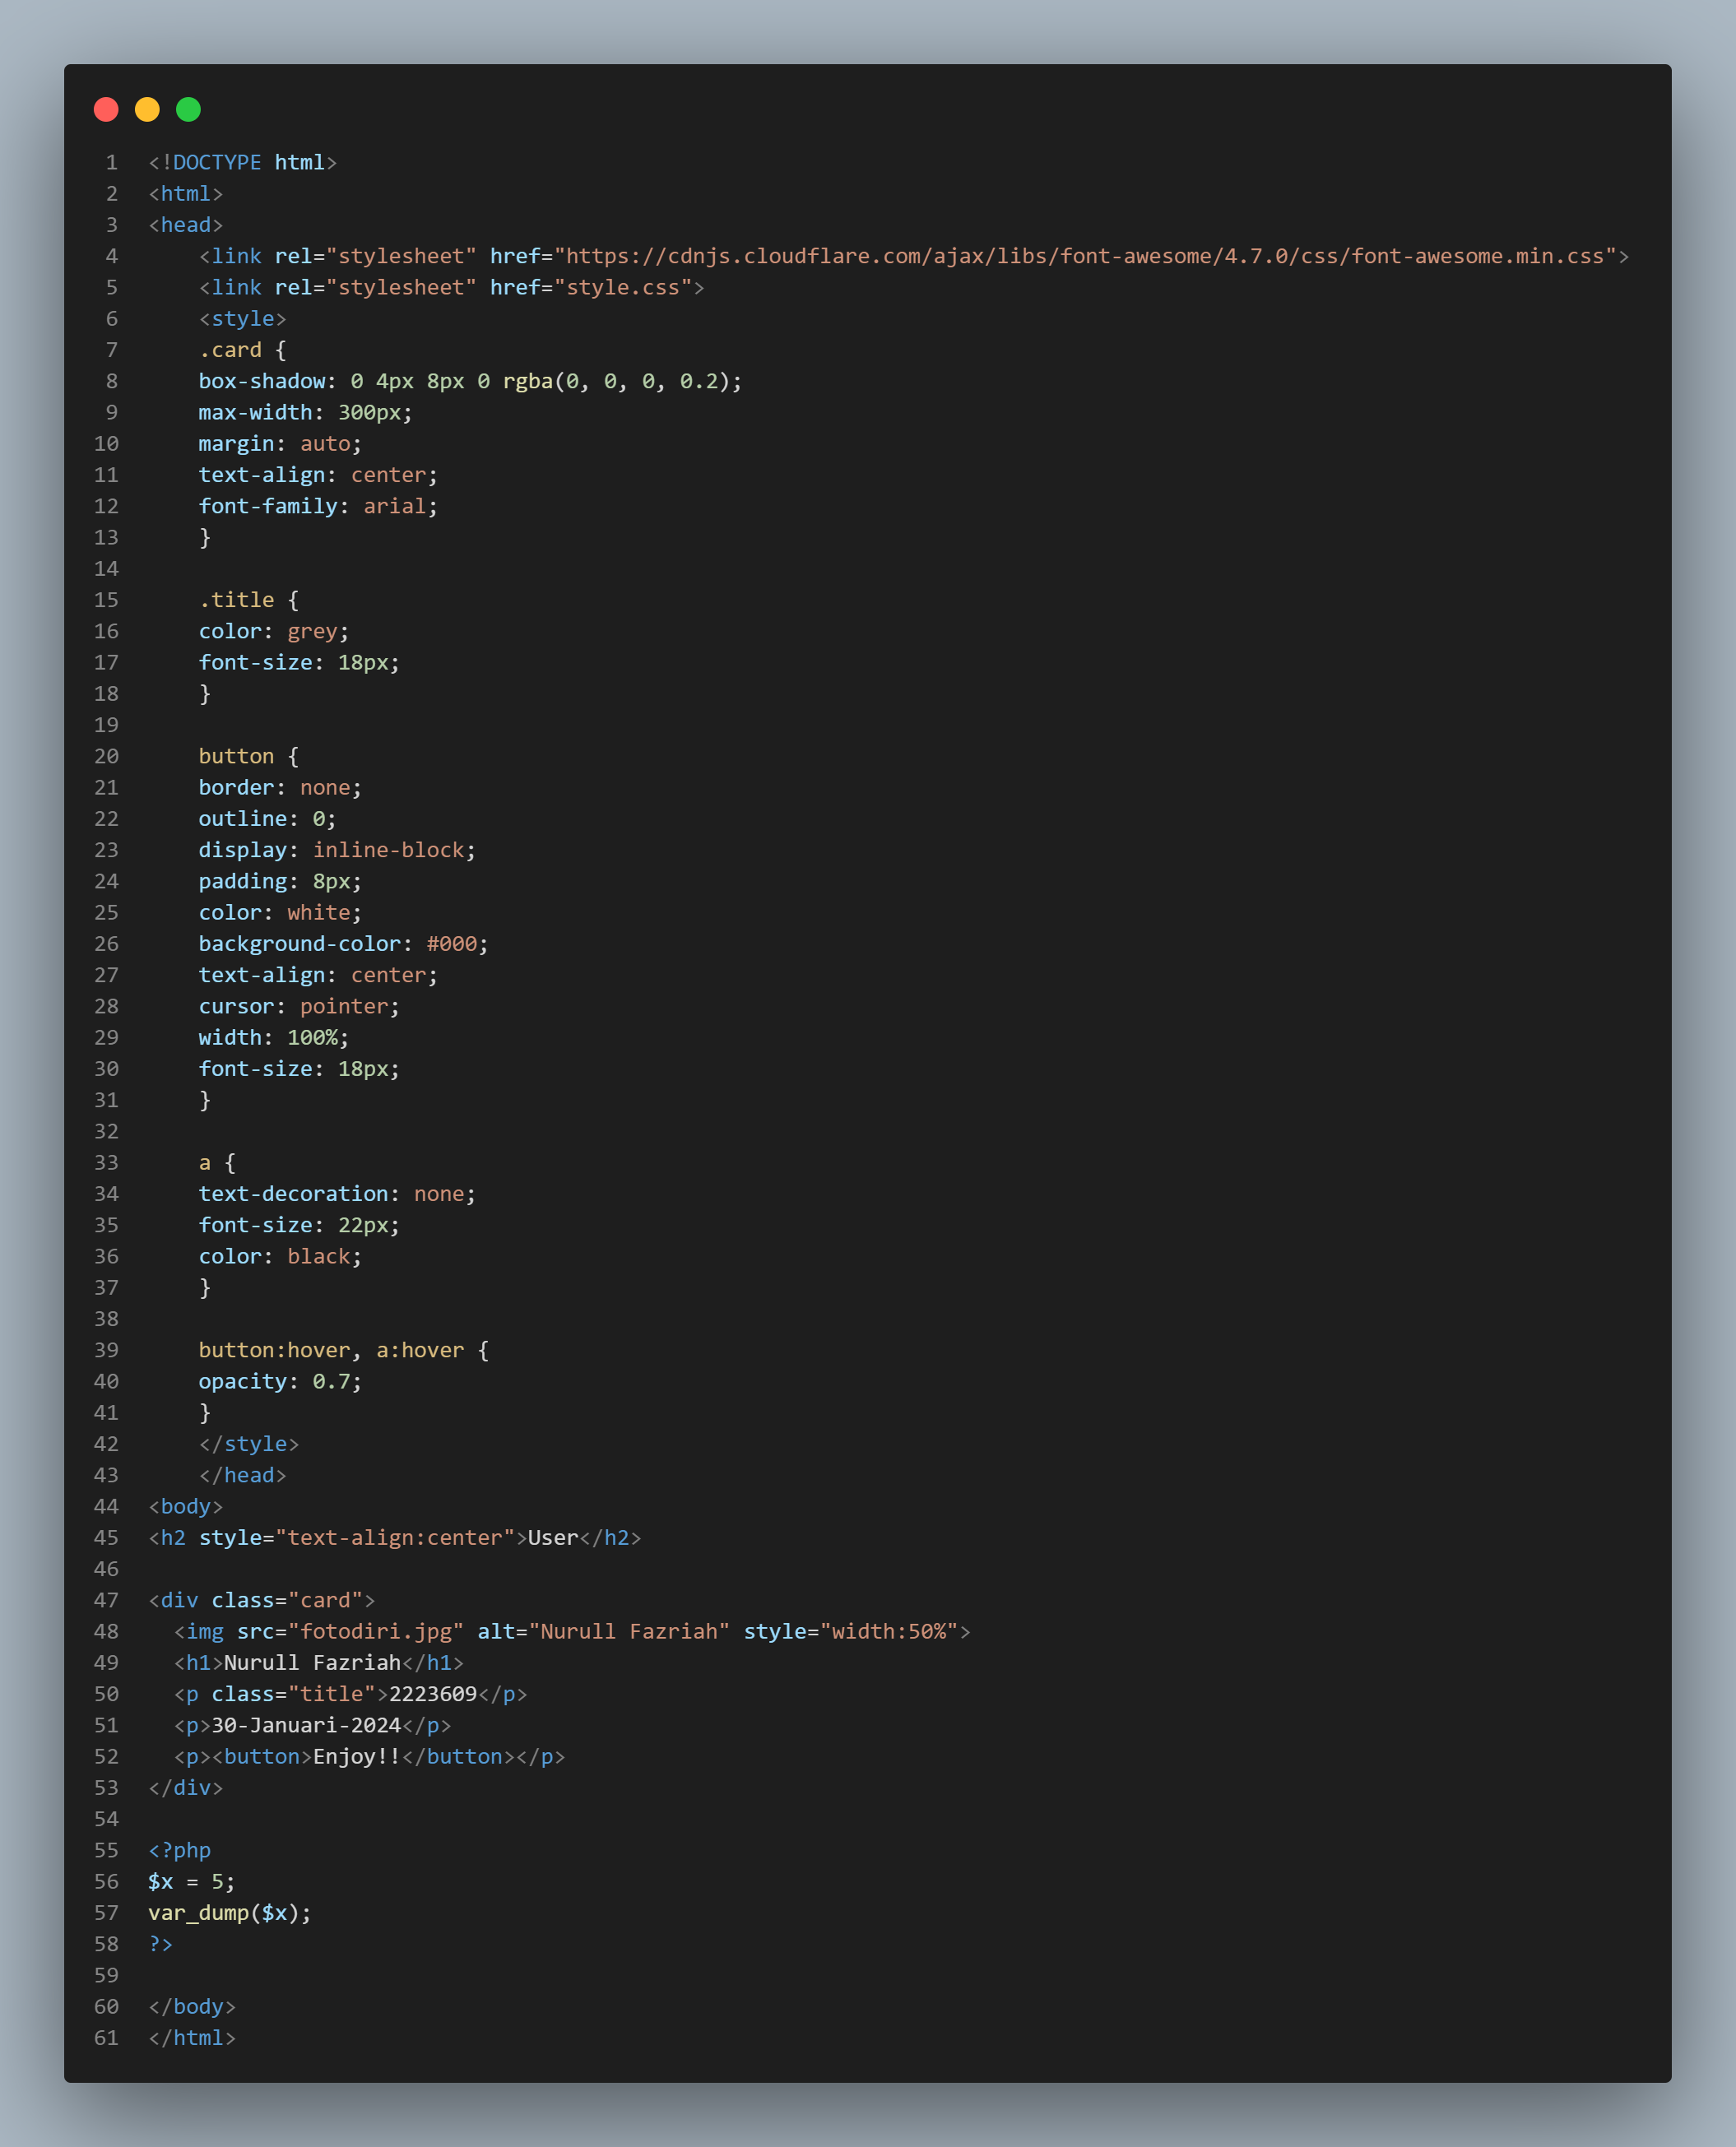 1 <!DOCTYPE html>
2 <html>
3 <head>
4     <link rel="stylesheet" href="https://cdnjs.cloudflare.com/ajax/libs/font-awesome/4.7.0/css/font-awesome.min.css">
5     <link rel="stylesheet" href="style.css">
6     <style>
7     .card {
8     box-shadow: 0 4px 8px 0 rgba(0, 0, 0, 0.2);
9     max-width: 300px;
10     margin: auto;
11     text-align: center;
12     font-family: arial;
13     }
14
15     .title {
16     color: grey;
17     font-size: 18px;
18     }
19
20     button {
21     border: none;
22     outline: 0;
23     display: inline-block;
24     padding: 8px;
25     color: white;
26     background-color: #000;
27     text-align: center;
28     cursor: pointer;
29     width: 100%;
30     font-size: 18px;
31     }
32
33     a {
34     text-decoration: none;
35     font-size: 22px;
36     color: black;
37     }
38
39     button:hover, a:hover {
40     opacity: 0.7;
41     }
42     </style>
43     </head>
44 <body>
45 <h2 style="text-align:center">User</h2>
46
47 <div class="card">
48   <img src="fotodiri.jpg" alt="Nurull Fazriah" style="width:50%">
49   <h1>Nurull Fazriah</h1>
50   <p class="title">2223609</p>
51   <p>30-Januari-2024</p>
52   <p><button>Enjoy!!</button></p>
53 </div>
54
55 <?php
56 $x = 5;
57 var_dump($x);
58 ?>
59
60 </body>
61 </html>